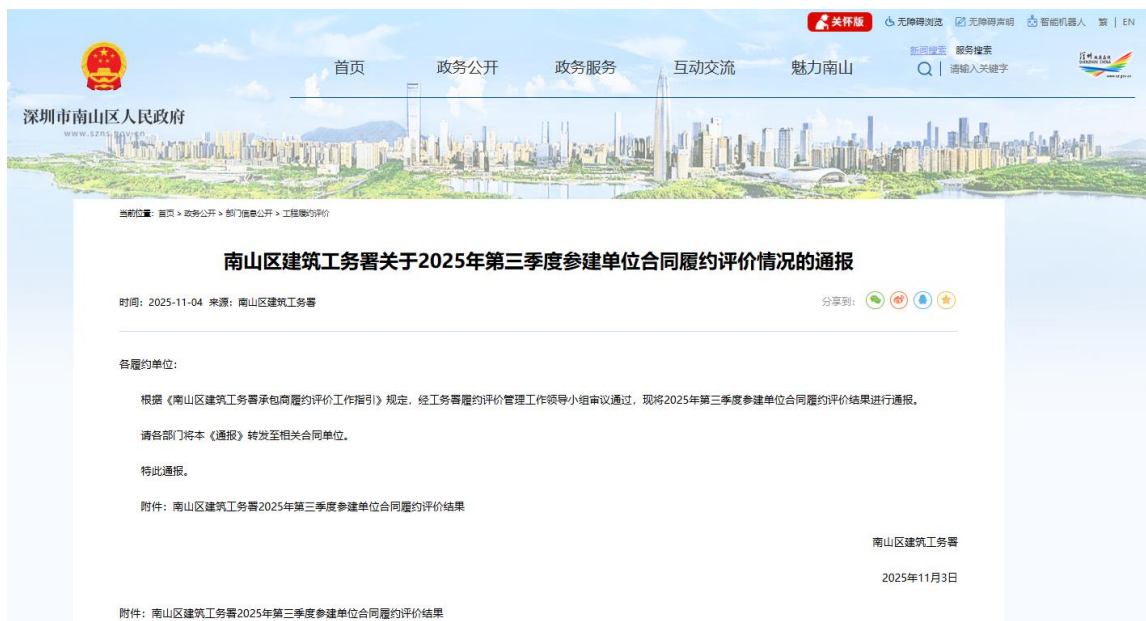 关怀版 无障碍浏览 无障碍声明 智能机器人 繁 | EN
新闻搜索 服务搜索
首页 政务公开 政务服务 互动交流 魅力南山 请输入关键字
深圳市南山区人民政府
www.szns.gov.cn
当前位置：首页 > 政务公开 > 部门信息公开 > 工程履约评价
南山区建筑工务署关于2025年第三季度参建单位合同履约评价情况的通报
时间：2025-11-04 来源：南山区建筑工务署 分享到：
各履约单位：
根据《南山区建筑工务署承包商履约评价工作指引》规定，经工务署履约评价管理工作领导小组审议通过，现将2025年第三季度参建单位合同履约评价结果进行通报。
请各部门将本《通报》转发至相关合同单位。
特此通报。
附件：南山区建筑工务署2025年第三季度参建单位合同履约评价结果
南山区建筑工务署
2025年11月3日
附件：南山区建筑工务署2025年第三季度参建单位合同履约评价结果